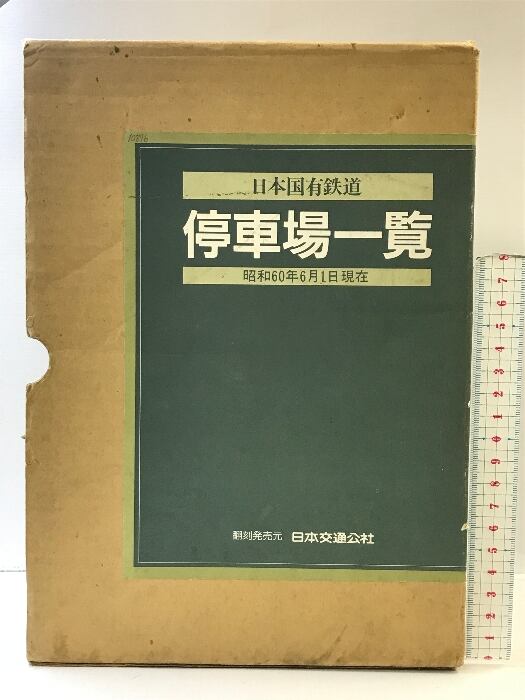 日本国有鉄道
停車場一覧
昭和60年6月1日現在
翻刻発売元 日本交通公社